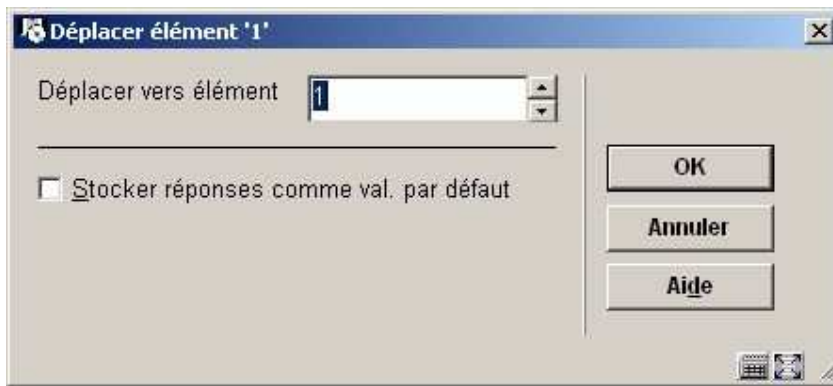 Déplacer élément '1'
Déplacer vers élément 1
Stocker réponses comme val. par défaut
OK
Annuler
Aide